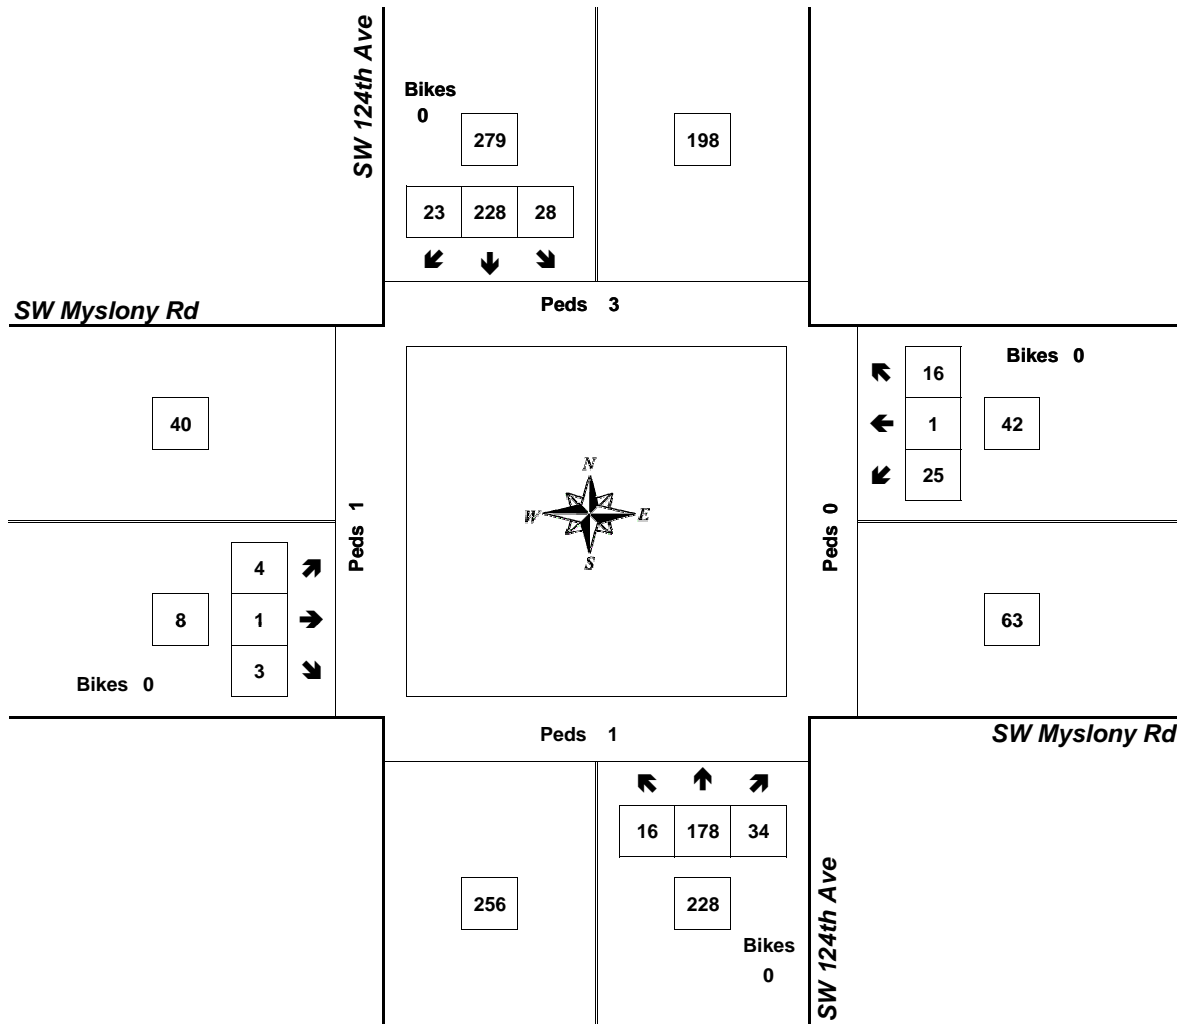 SW 124th Ave
Bikes
0
279
198
23 228 28
Peds 3
SW Myslony Rd
Bikes 0
16
40
1 42
25
N
W E
S
Peds 1
Peds 0
4
8 1
63
3
Bikes 0
Peds 1
SW Myslony Rd
16 178 34
256
228
SW 124th Ave
Bikes
0